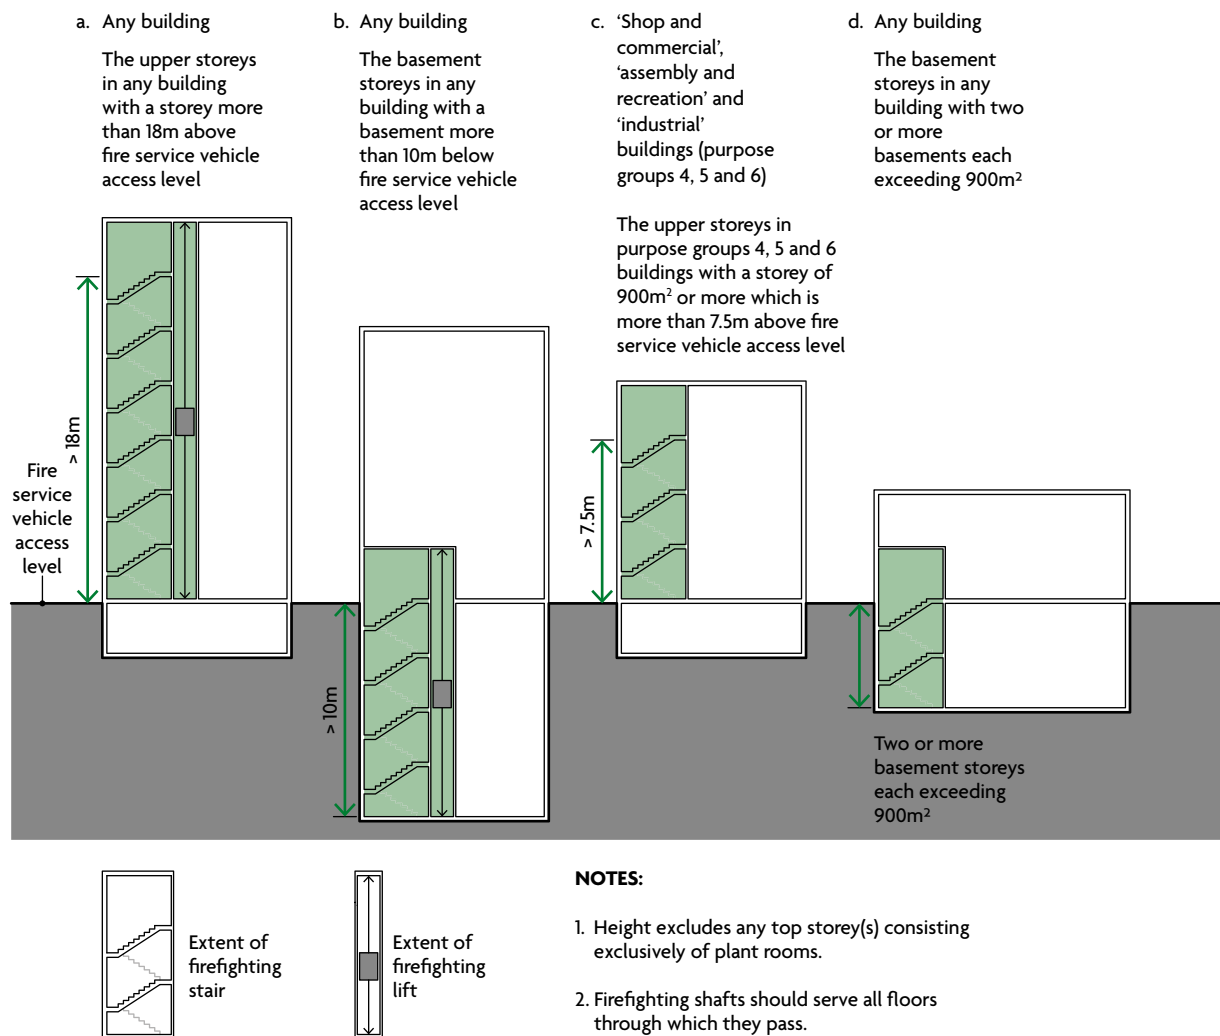 a. Any building
The upper storeys
in any building
with a storey more
than 18m above
fire service vehicle
access level
b. Any building
The basement
storeys in any
building with a
basement more
than 10m below
fire service vehicle
access level
c. ‘Shop and
commercial’,
‘assembly and
recreation’ and
‘industrial’
buildings (purpose
groups 4, 5 and 6)
The upper storeys in
purpose groups 4, 5 and 6
buildings with a storey of
900m² or more which is
more than 7.5m above fire
service vehicle access level
d. Any building
The basement
storeys in any
building with two
or more
basements each
exceeding 900m²
> 18m
Fire
service
vehicle
access
level
> 10m
> 7.5m
Two or more
basement storeys
each exceeding
900m²
Extent of
firefighting
stair
Extent of
firefighting
lift
NOTES:
1. Height excludes any top storey(s) consisting
exclusively of plant rooms.
2. Firefighting shafts should serve all floors
through which they pass.